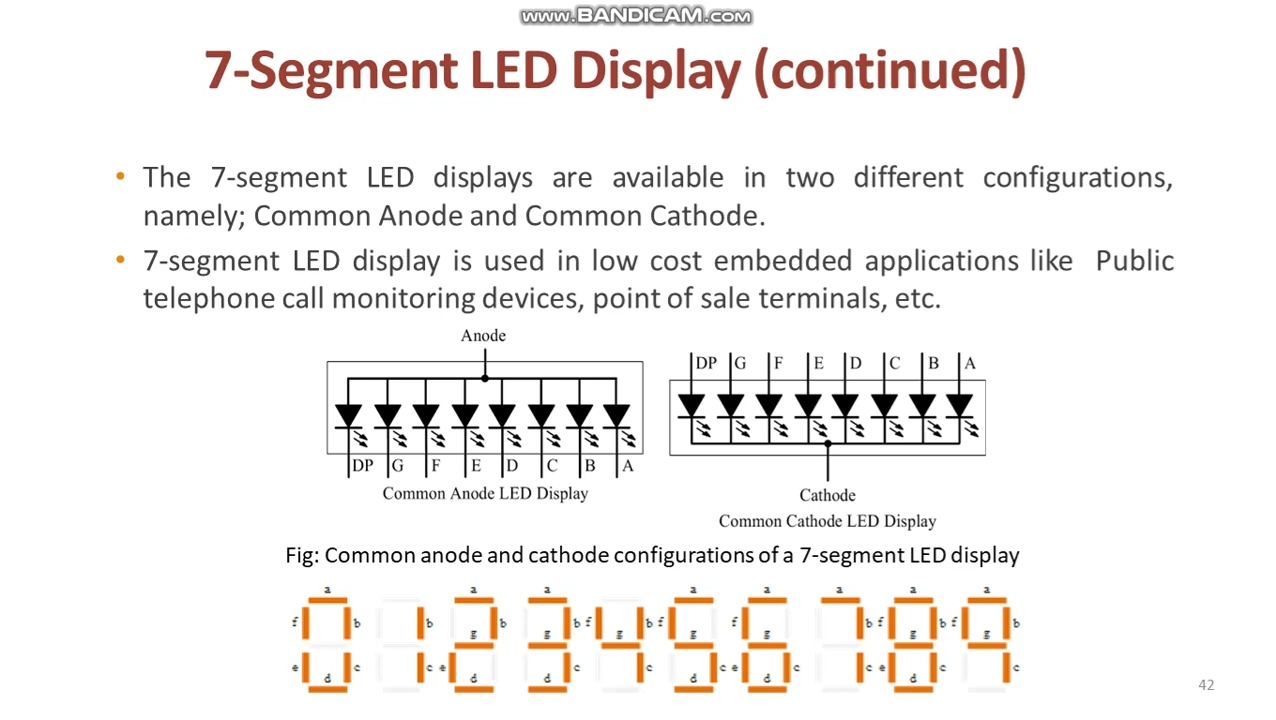 www.BANDICAM.com
7-Segment LED Display (continued)
• The 7-segment LED displays are available in two different configurations,
namely; Common Anode and Common Cathode.
• 7-segment LED display is used in low cost embedded applications like Public
telephone call monitoring devices, point of sale terminals, etc.
Anode
DP G F E D C B A
Common Anode LED Display
DP G F E D C B A
Cathode
Common Cathode LED Display
Fig: Common anode and cathode configurations of a 7-segment LED display
a a a a a a a a
f b b b b f b f f b f b f b
g g g g g g g
e c c e c c c e c c e c c
d d d d d d
42